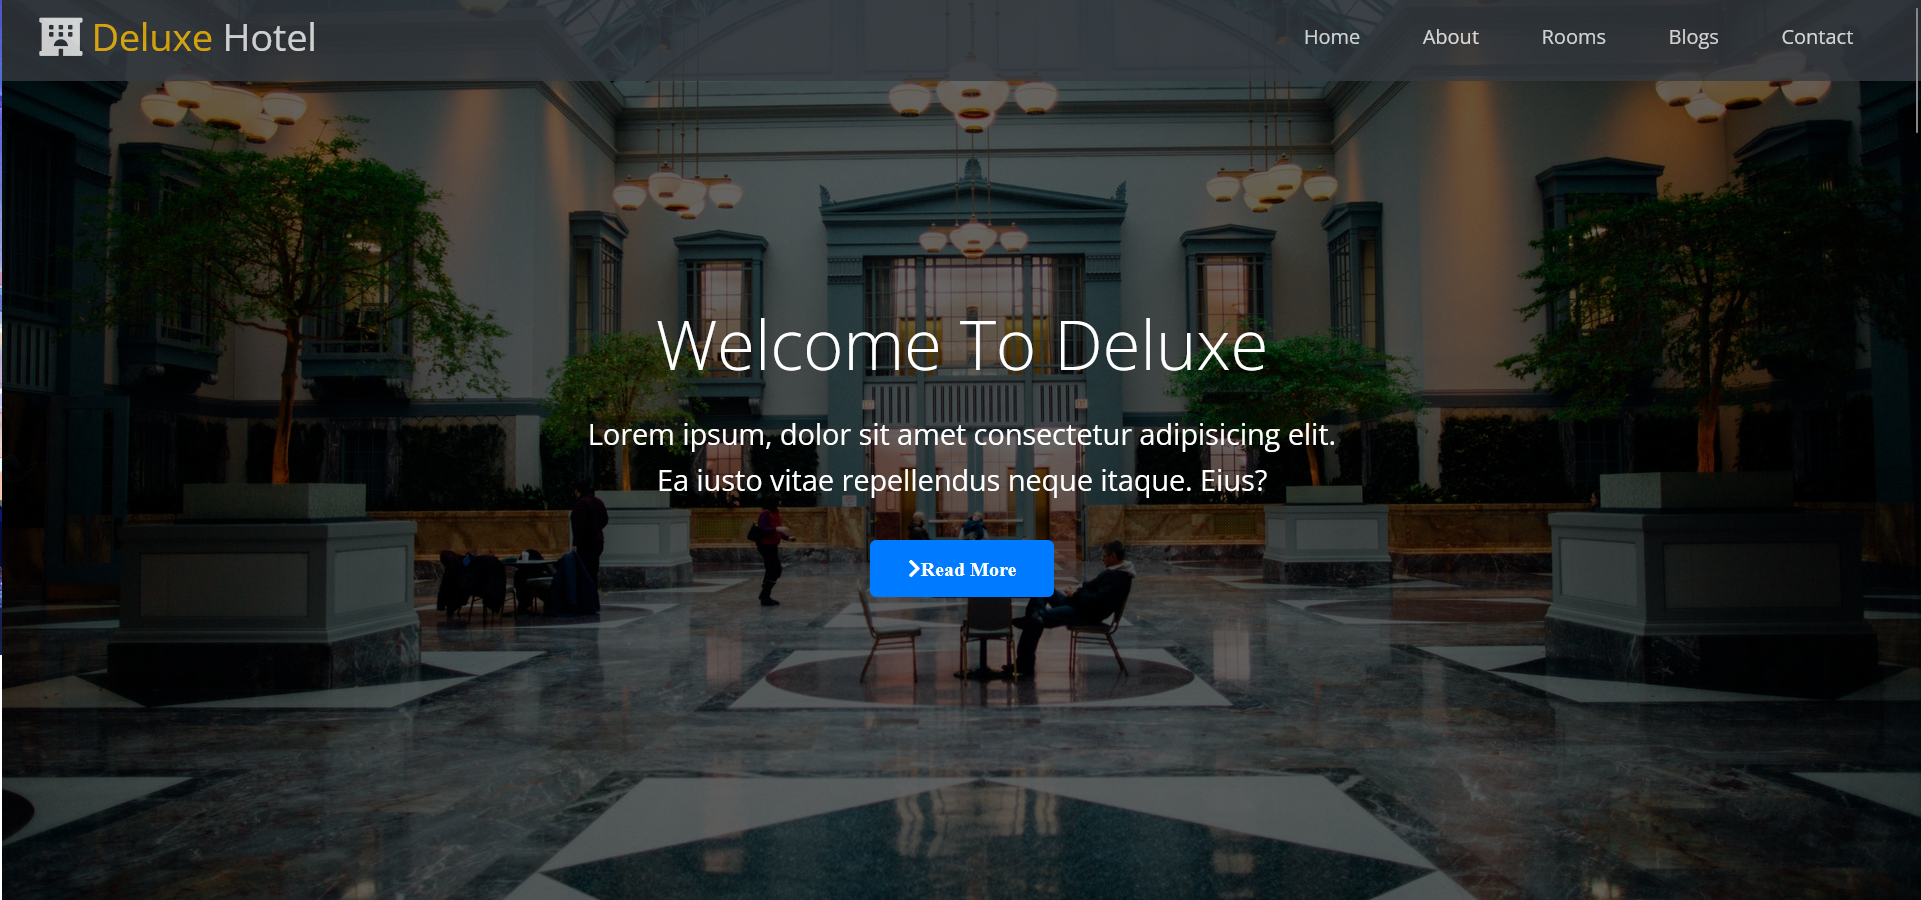 Deluxe Hotel
Home
About
Rooms
Blogs
Contact
Welcome To Deluxe
Lorem ipsum, dolor sit amet consectetur adipisicing elit.
Ea iusto vitae repellendus neque itaque. Eius?
Read More